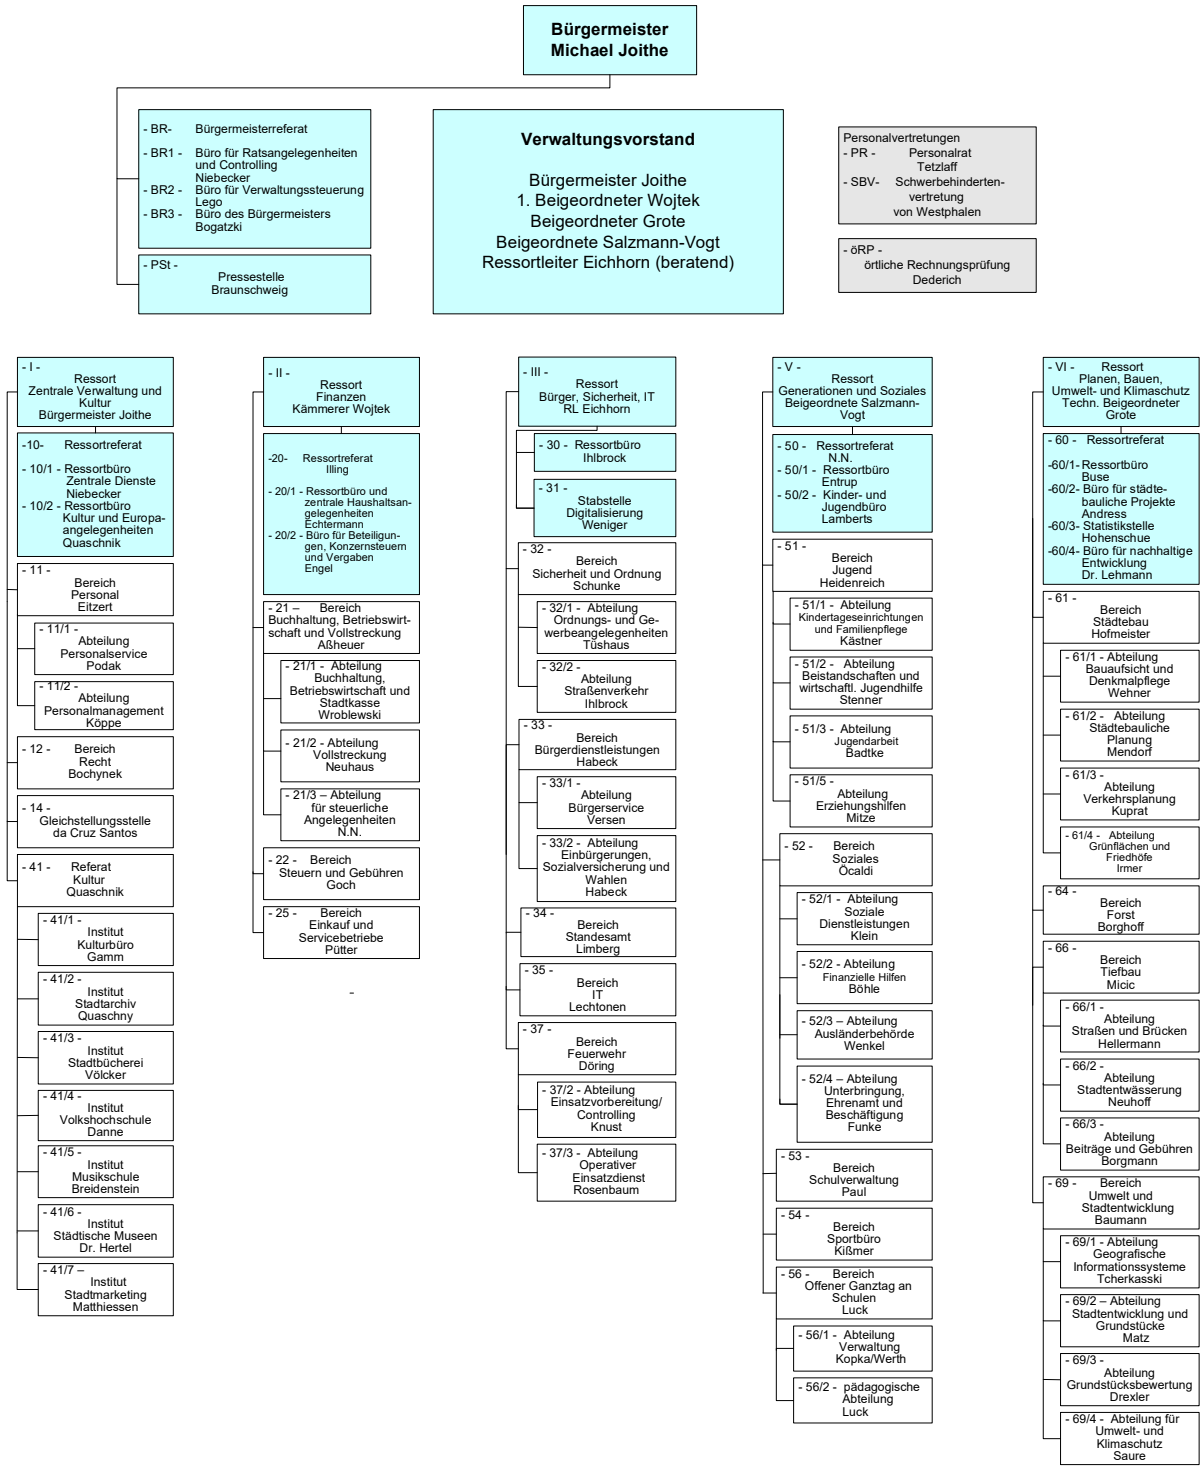 Bürgermeister
Michael Joithe
- BR- Bürgermeisterreferat
- BR1 - Büro für Ratsangelegenheiten
und Controlling
Niebecker
- BR2 - Büro für Verwaltungssteuerung
Lego
- BR3 - Büro des Bürgermeisters
Bogatzki
- PSt -
Pressestelle
Braunschweig
Verwaltungsvorstand
Bürgermeister Joithe
1. Beigeordneter Wojtek
Beigeordneter Grote
Beigeordnete Salzmann-Vogt
Ressortleiter Eichhorn (beratend)
Personalvertretungen
- PR - Personalrat
Tetzlaff
- SBV- Schwerbehinderten-
vertretung
von Westphalen
- öRP -
örtliche Rechnungsprüfung
Dederich
- I -
Ressort
Zentrale Verwaltung und
Kultur
Bürgermeister Joithe
-10- Ressortreferat
- 10/1 - Ressortbüro
Zentrale Dienste
Niebecker
- 10/2 - Ressortbüro
Kultur und Europa-
angelegenheiten
Quaschnik
- 11 -
Bereich
Personal
Eitzert
- 11/1 -
Abteilung
Personalservice
Podak
- 11/2 -
Abteilung
Personalmanagement
Köppe
- 12 - Bereich
Recht
Bochynek
- 14 -
Gleichstellungsstelle
da Cruz Santos
- 41 - Referat
Kultur
Quaschnik
- 41/1 -
Institut
Kulturbüro
Gamm
- 41/2 -
Institut
Stadtarchiv
Quaschny
- 41/3 -
Institut
Stadtbücherei
Völcker
- 41/4 -
Institut
Volkshochschule
Danne
- 41/5 -
Institut
Musikschule
Breidenstein
- 41/6 -
Institut
Städtische Museen
Dr. Hertel
- 41/7 –
Institut
Stadtmarketing
Matthiessen
- II -
Ressort
Finanzen
Kämmerer Wojtek
-20- Ressortreferat
Illing
- 20/1 - Ressortbüro und
zentrale Haushaltsan-
gelegenheiten
Echtermann
- 20/2 - Büro für Beteiligun-
gen, Konzernsteuern
und Vergaben
Engel
- 21 – Bereich
Buchhaltung, Betriebswirt-
schaft und Vollstreckung
Aßheuer
- 21/1 - Abteilung
Buchhaltung,
Betriebswirtschaft und
Stadtkasse
Wroblewski
- 21/2 - Abteilung
Vollstreckung
Neuhaus
- 21/3 – Abteilung
für steuerliche
Angelegenheiten
N.N.
- 22 - Bereich
Steuern und Gebühren
Goch
- 25 - Bereich
Einkauf und
Servicebetriebe
Pütter
-
- III -
Ressort
Bürger, Sicherheit, IT
RL Eichhorn
- 30 - Ressortbüro
Ihlbrock
- 31 -
Stabstelle
Digitalisierung
Weniger
- 32 -
Bereich
Sicherheit und Ordnung
Schunke
- 32/1 - Abteilung
Ordnungs- und Ge-
werbeangelegenheiten
Tüshaus
- 32/2 -
Abteilung
Straßenverkehr
Ihlbrock
- 33 -
Bereich
Bürgerdienstleistungen
Habeck
- 33/1 -
Abteilung
Bürgerservice
Versen
- 33/2 - Abteilung
Einbürgerungen,
Sozialversicherung und
Wahlen
Habeck
- 34 -
Bereich
Standesamt
Limberg
- 35 -
Bereich
IT
Lechtonen
- 37 -
Bereich
Feuerwehr
Döring
- 37/2 - Abteilung
Einsatzvorbereitung/
Controlling
Knust
- 37/3 - Abteilung
Operativer
Einsatzdienst
Rosenbaum
- V -
Ressort
Generationen und Soziales
Beigeordnete Salzmann-
Vogt
- 50 - Ressortreferat
N.N.
- 50/1 - Ressortbüro
Entrup
- 50/2 - Kinder- und
Jugendbüro
Lamberts
- 51 -
Bereich
Jugend
Heidenreich
- 51/1 - Abteilung
Kindertageseinrichtungen
und Familienpflege
Kästner
- 51/2 - Abteilung
Beistandschaften und
wirtschaftl. Jugendhilfe
Stenner
- 51/3 - Abteilung
Jugendarbeit
Badtke
- 51/5 -
Abteilung
Erziehungshilfen
Mitze
- 52 - Bereich
Soziales
Öcaldi
- 52/1 - Abteilung
Soziale
Dienstleistungen
Klein
- 52/2 - Abteilung
Finanzielle Hilfen
Böhle
- 52/3 – Abteilung
Ausländerbehörde
Wenkel
- 52/4 – Abteilung
Unterbringung,
Ehrenamt und
Beschäftigung
Funke
- 53 -
Bereich
Schulverwaltung
Paul
- 54 -
Bereich
Sportbüro
Kißmer
- 56 - Bereich
Offener Ganztag an
Schulen
Luck
- 56/1 - Abteilung
Verwaltung
Kopka/Werth
- 56/2 - pädagogische
Abteilung
Luck
- VI - Ressort
Planen, Bauen,
Umwelt- und Klimaschutz
Techn. Beigeordneter
Grote
- 60 - Ressortreferat
-60/1- Ressortbüro
Buse
-60/2- Büro für städte-
bauliche Projekte
Andress
-60/3- Statistikstelle
Hohenschue
-60/4- Büro für nachhaltige
Entwicklung
Dr. Lehmann
- 61 -
Bereich
Städtebau
Hofmeister
- 61/1 - Abteilung
Bauaufsicht und
Denkmalpflege
Wehner
- 61/2 - Abteilung
Städtebauliche
Planung
Mendorf
- 61/3 -
Abteilung
Verkehrsplanung
Kuprat
- 61/4 - Abteilung
Grünflächen und
Friedhöfe
Irmer
- 64 -
Bereich
Forst
Borghoff
- 66 -
Bereich
Tiefbau
Micic
- 66/1 -
Abteilung
Straßen und Brücken
Hellermann
- 66/2 -
Abteilung
Stadtentwässerung
Neuhoff
- 66/3 -
Abteilung
Beiträge und Gebühren
Borgmann
- 69 - Bereich
Umwelt und
Stadtentwicklung
Baumann
- 69/1 - Abteilung
Geografische
Informationssysteme
Tcherkasski
- 69/2 – Abteilung
Stadtentwicklung und
Grundstücke
Matz
- 69/3 -
Abteilung
Grundstücksbewertung
Drexler
- 69/4 - Abteilung für
Umwelt- und
Klimaschutz
Saure